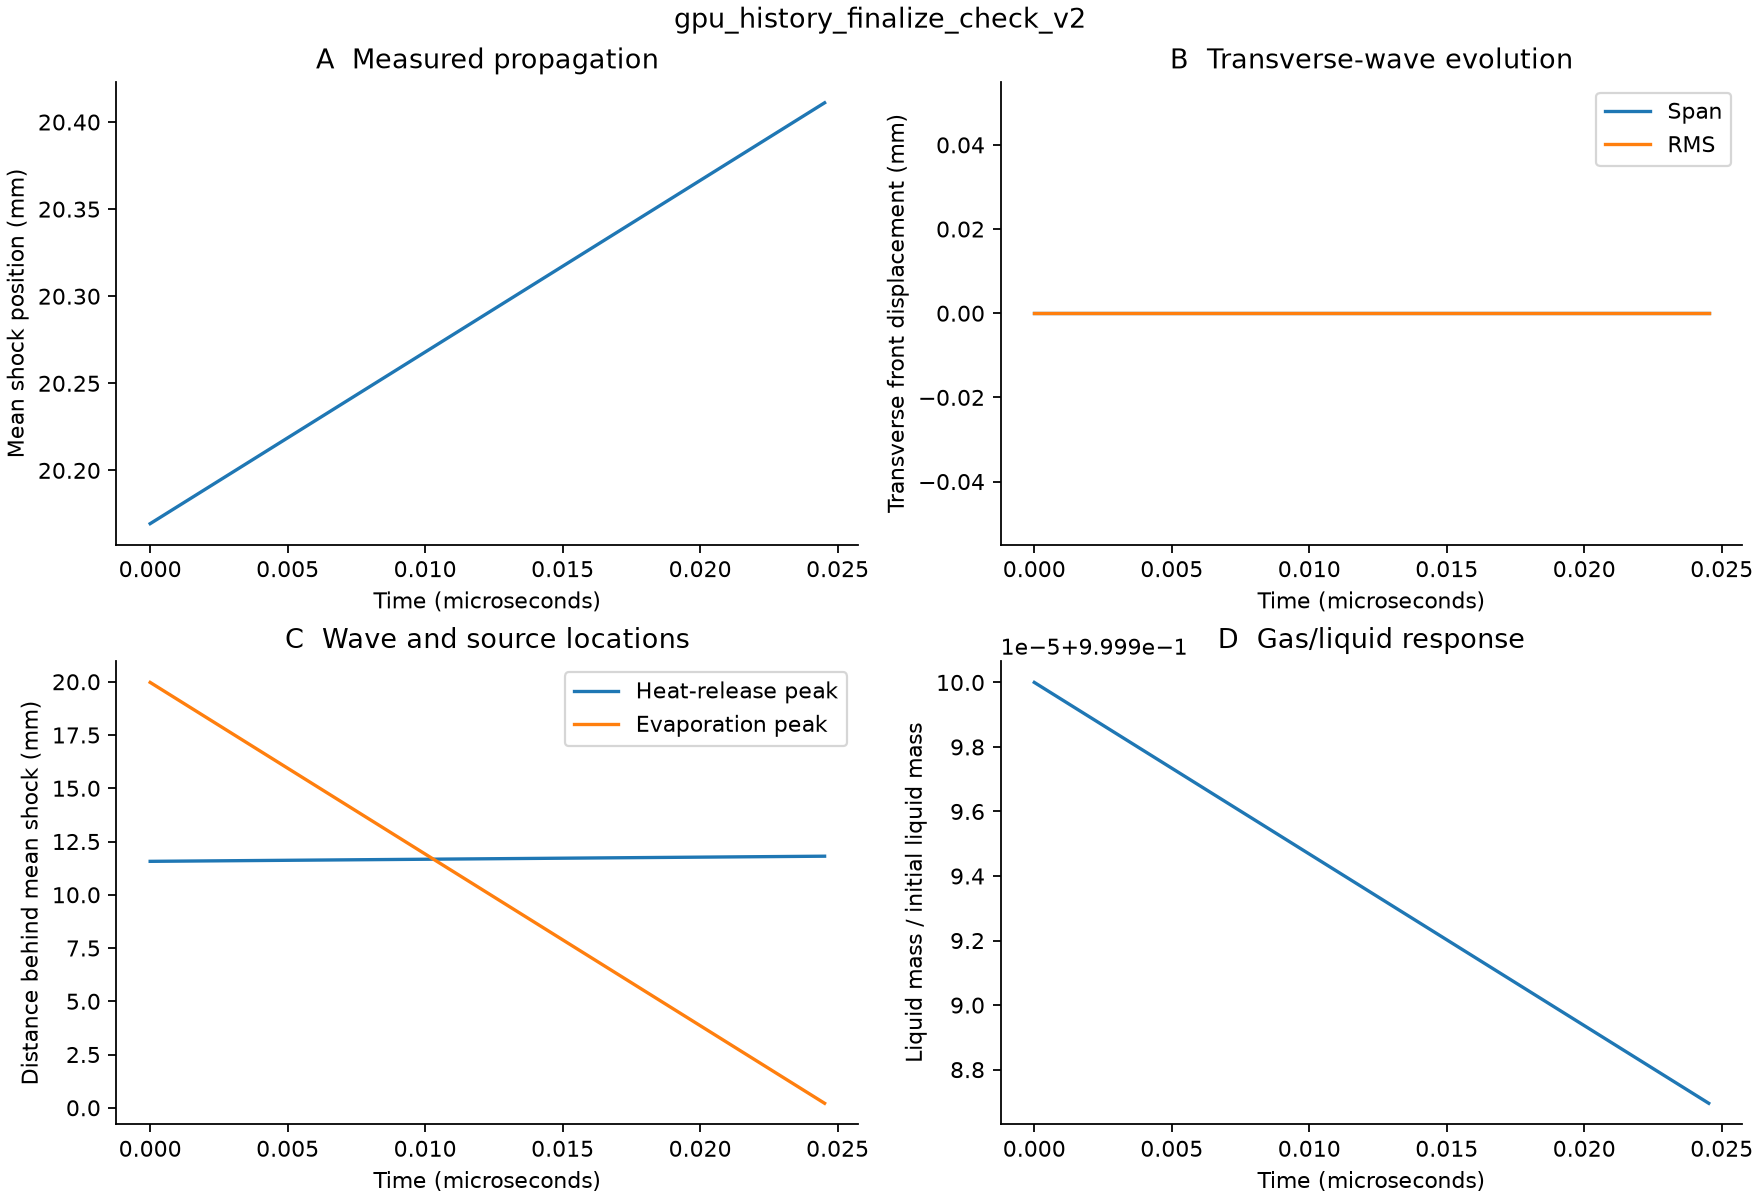 gpu_history_finalize_check_v2
A  Measured propagation
20.40
20.35
20.30
20.25
20.20
Mean shock position (mm)
0.000 0.005 0.010 0.015 0.020 0.025
Time (microseconds)
B  Transverse-wave evolution
Span
RMS
0.04
0.02
0.00
−0.02
−0.04
Transverse front displacement (mm)
0.000 0.005 0.010 0.015 0.020 0.025
Time (microseconds)
C  Wave and source locations
Heat-release peak
Evaporation peak
20.0
17.5
15.0
12.5
10.0
7.5
5.0
2.5
0.0
Distance behind mean shock (mm)
0.000 0.005 0.010 0.015 0.020 0.025
Time (microseconds)
D  Gas/liquid response
1e−5+9.999e−1
10.0
9.8
9.6
9.4
9.2
9.0
8.8
Liquid mass / initial liquid mass
0.000 0.005 0.010 0.015 0.020 0.025
Time (microseconds)